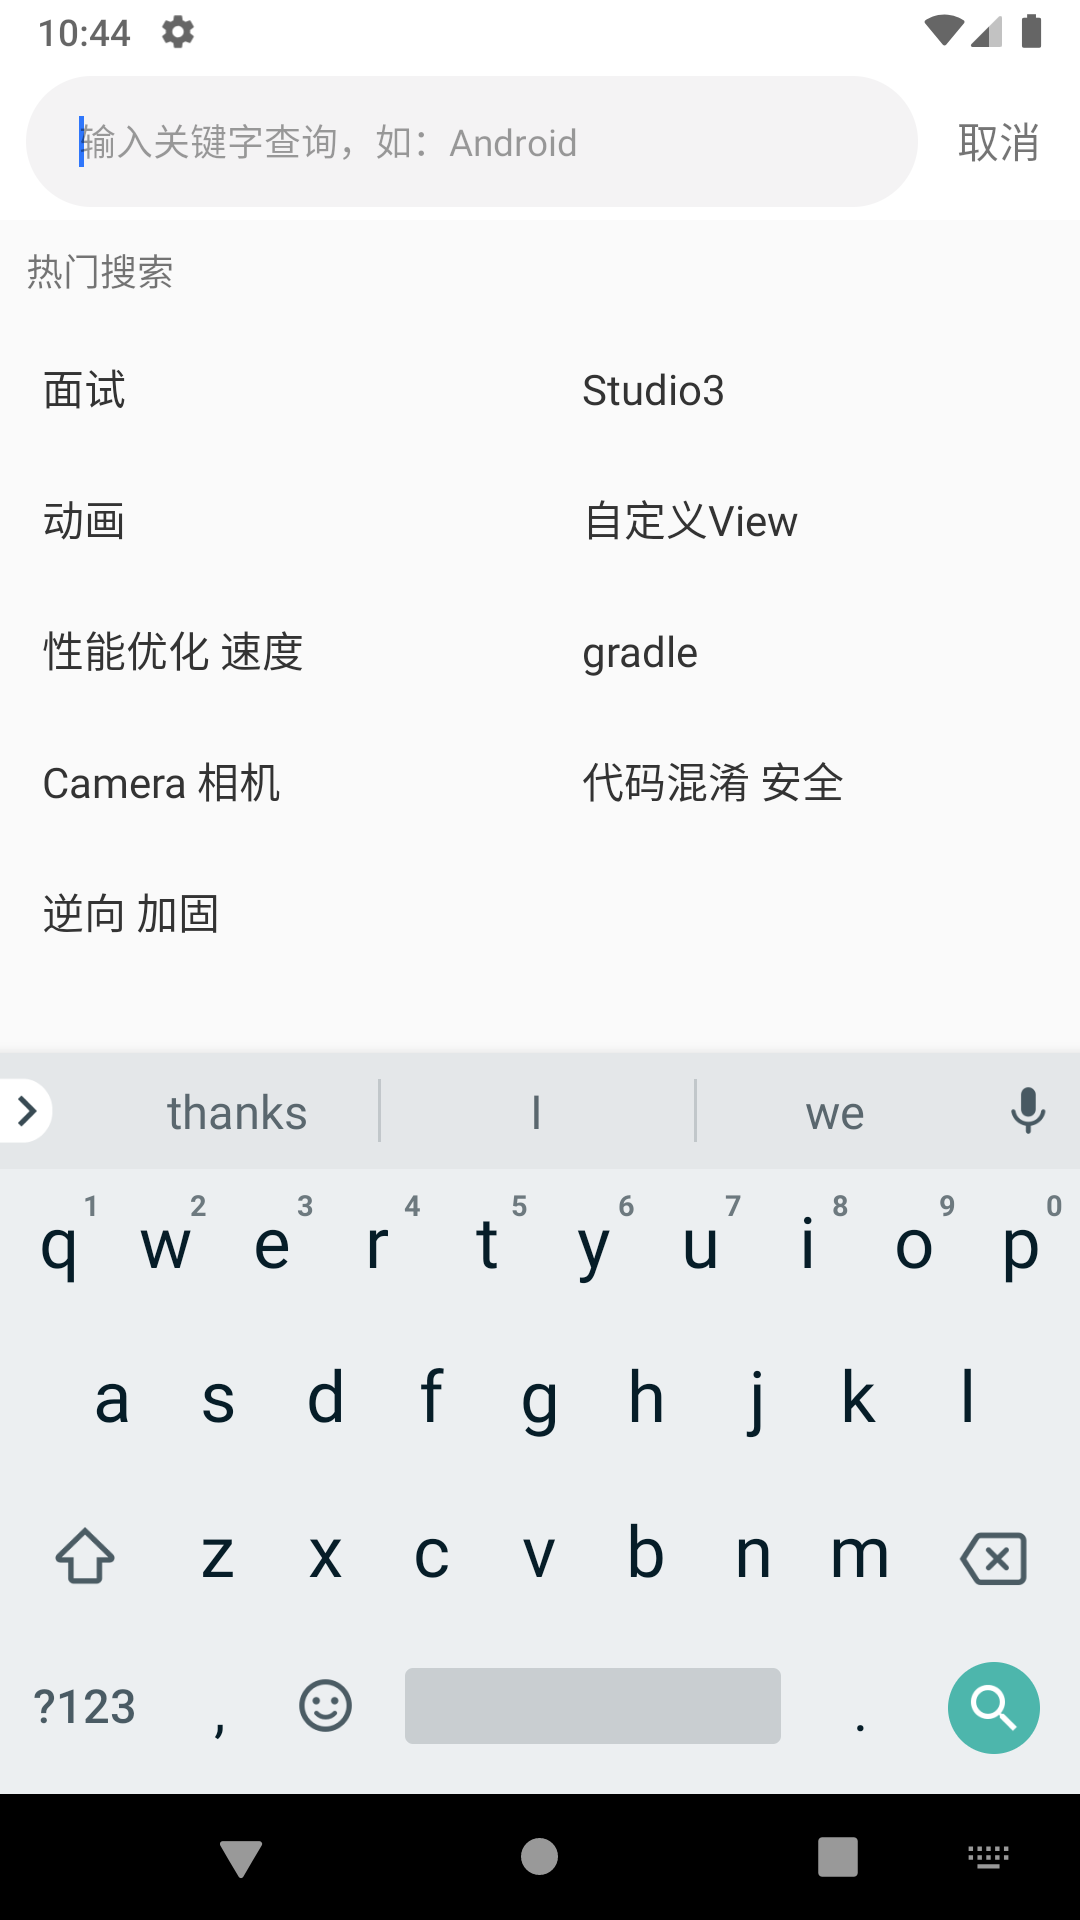 10:44
输入关键字查询，如：Android
取消
热门搜索
面试
Studio3
动画
自定义View
性能优化 速度
gradle
Camera 相机
代码混淆 安全
逆向 加固
thanks
I
we
1 2 3 4 5 6 7 8 9 0
q w e r t y u i o p
a s d f g h j k l
z x c v b n m
?123 , .